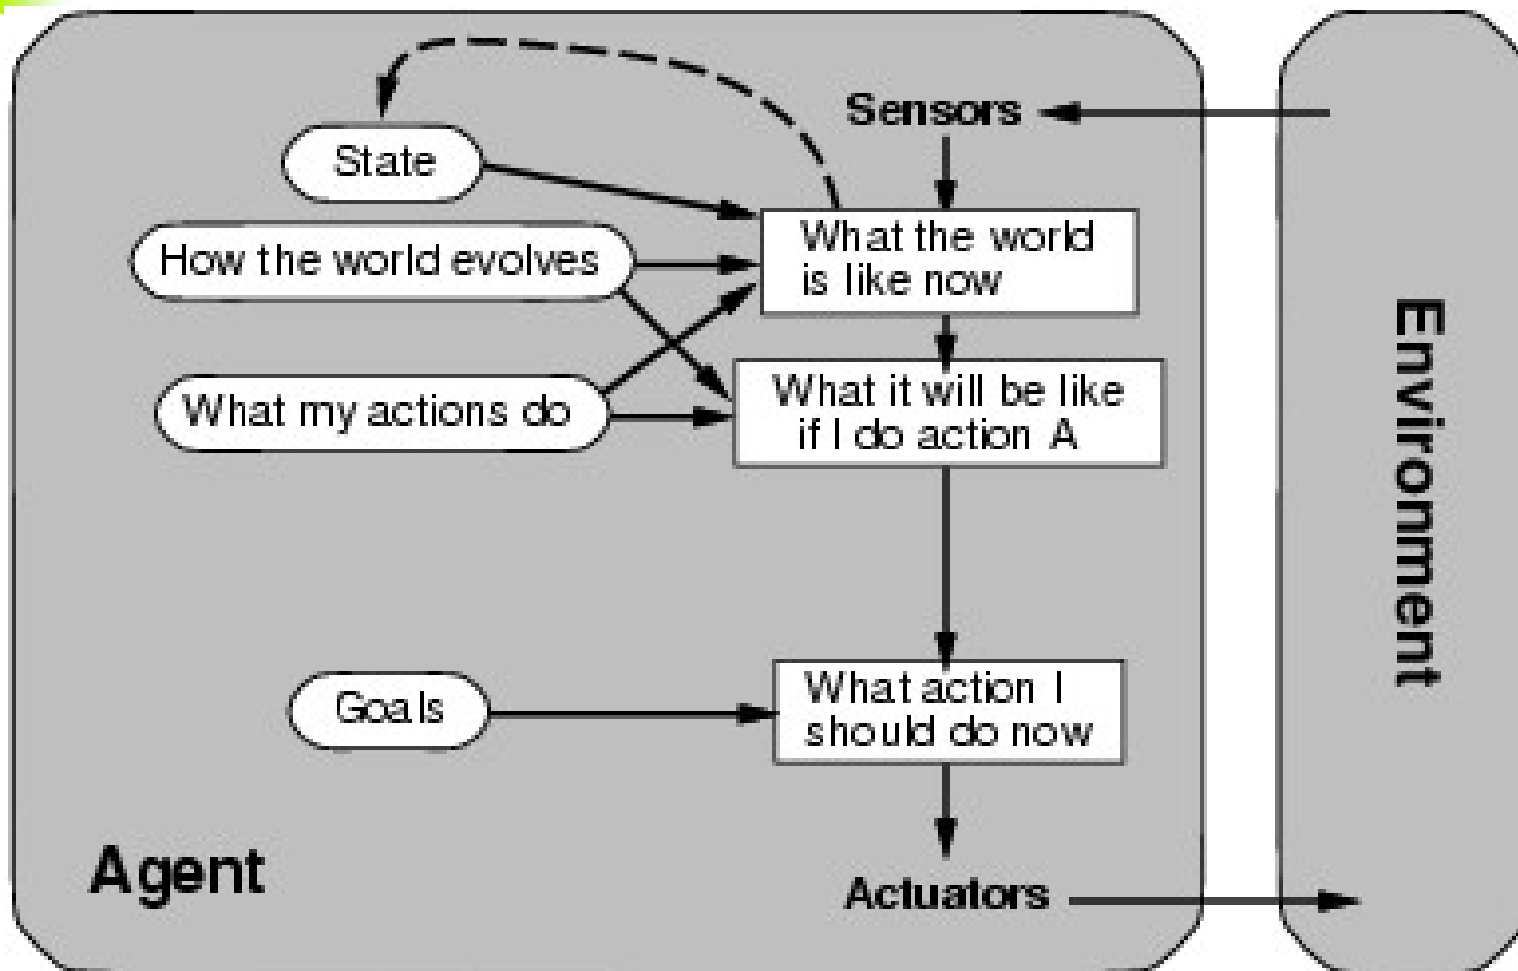 Sensors
State
What the world
is like now
How the world evolves
What it will be like
if I do action A
What my actions do
Environment
What action I
should do now
Goals
Agent
Actuators